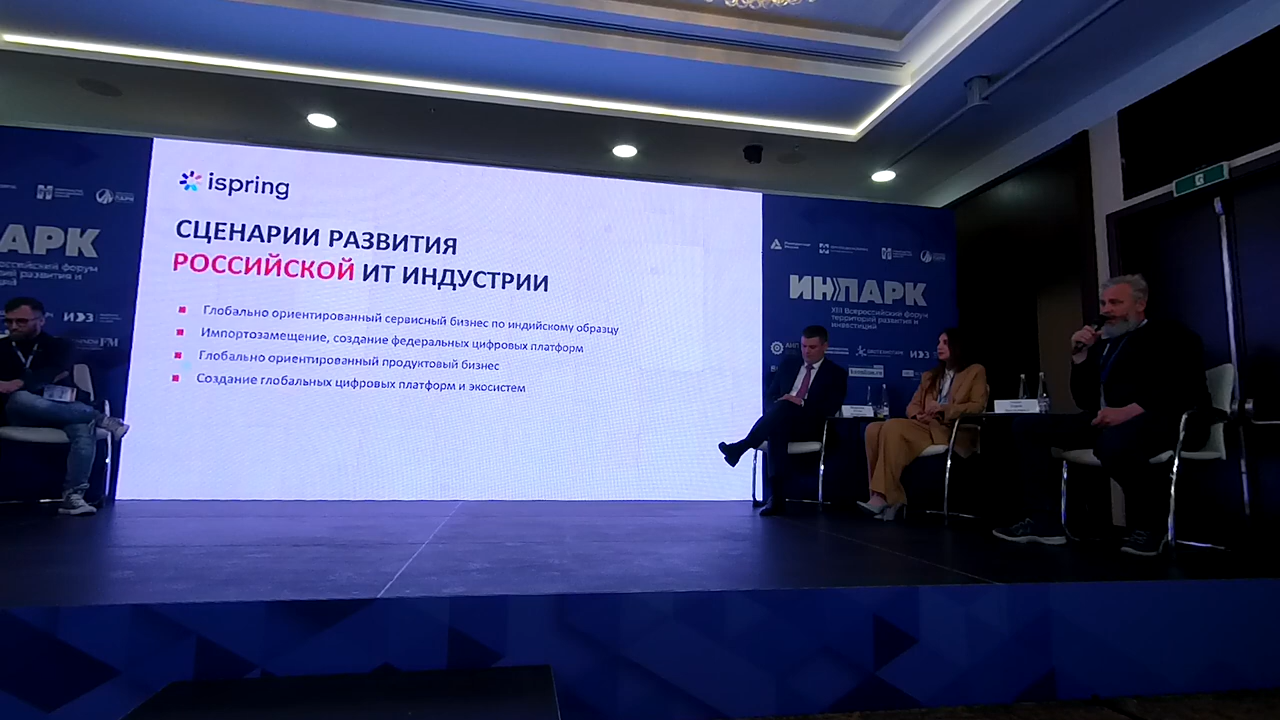 ispring
СЦЕНАРИИ РАЗВИТИЯ
РОССИЙСКОЙ ИТ ИНДУСТРИИ
Глобально ориентированный сервисный бизнес по индийскому образцу
Импортозамещение, создание федеральных цифровых платформ
Глобально ориентированный продуктовый бизнес
Создание глобальных цифровых платформ и экосистем
АРК
ИНПАРК
XIII Всероссийский форум
территорий развития и
инвестиций